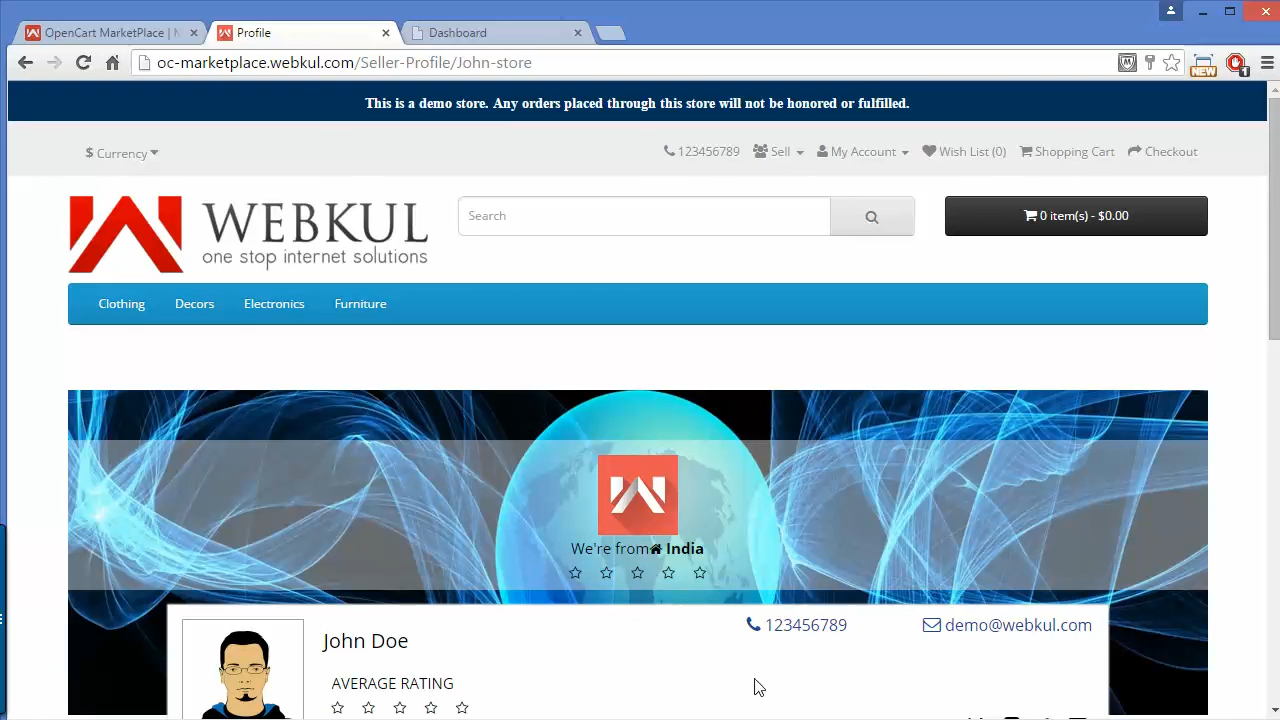 OpenCart MarketPlace | M
Profile
Dashboard
oc-marketplace.webkul.com/Seller-Profile/John-store
NEW
1
This is a demo store. Any orders placed through this store will not be honored or fulfilled.
$ Currency
123456789
Sell
My Account
Wish List (0)
Shopping Cart
Checkout
WEBKUL
one stop internet solutions
Search
0 item(s) - $0.00
Clothing
Decors
Electronics
Furniture
We're from India
John Doe
123456789
demo@webkul.com
AVERAGE RATING